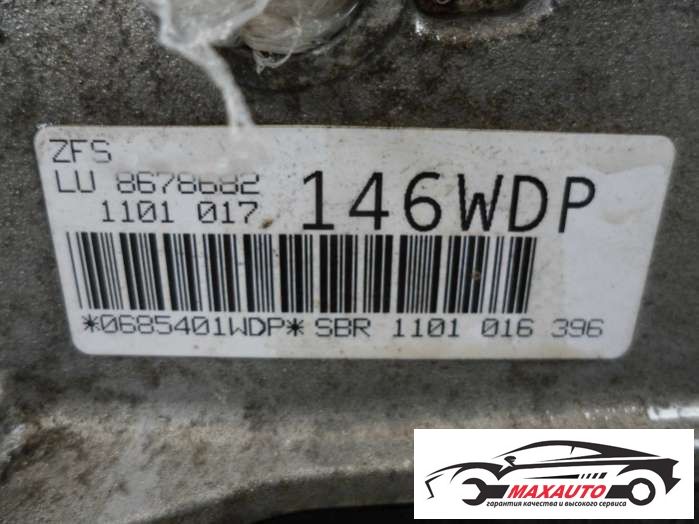 ZFS
LU 8678682
1101 017
146WDP
*0685401WDP* SBR 1101 016 396
MAXAUTO
гарантия качества и высокого сервиса